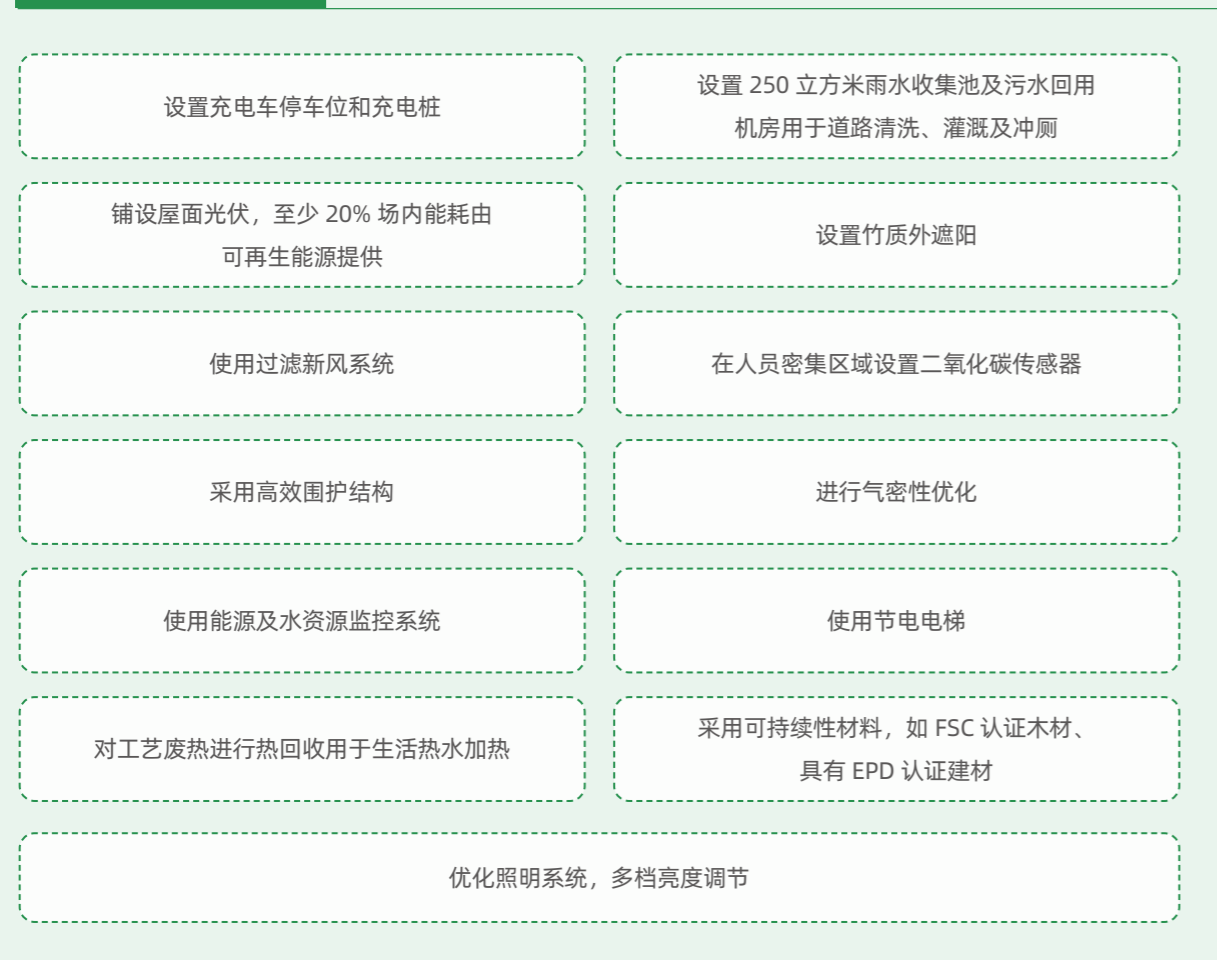 设置充电车停车位和充电桩
设置 250 立方米雨水收集池及污水回用
机房用于道路清洗、灌溉及冲厕
铺设屋面光伏，至少 20% 场内能耗由
可再生能源提供
设置竹质外遮阳
使用过滤新风系统
在人员密集区域设置二氧化碳传感器
采用高效围护结构
进行气密性优化
使用能源及水资源监控系统
使用节电电梯
对工艺废热进行热回收用于生活热水加热
采用可持续性材料，如 FSC 认证木材、
具有 EPD 认证建材
优化照明系统，多档亮度调节